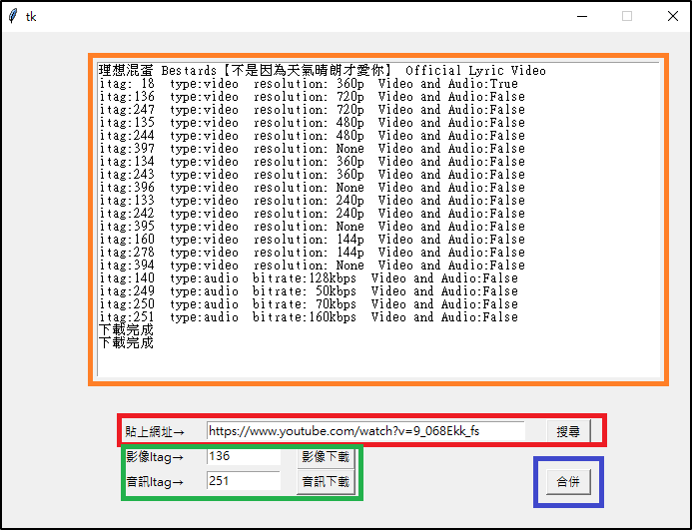 tk
理想混蛋 Bestards【不是因為天氣晴朗才愛你】 Official Lyric Video
itag: 18  type:video  resolution: 360p  Video and Audio:True
itag:136  type:video  resolution: 720p  Video and Audio:False
itag:247  type:video  resolution: 720p  Video and Audio:False
itag:135  type:video  resolution: 480p  Video and Audio:False
itag:244  type:video  resolution: 480p  Video and Audio:False
itag:397  type:video  resolution: None  Video and Audio:False
itag:134  type:video  resolution: 360p  Video and Audio:False
itag:243  type:video  resolution: 360p  Video and Audio:False
itag:396  type:video  resolution: None  Video and Audio:False
itag:133  type:video  resolution: 240p  Video and Audio:False
itag:242  type:video  resolution: 240p  Video and Audio:False
itag:395  type:video  resolution: None  Video and Audio:False
itag:160  type:video  resolution: 144p  Video and Audio:False
itag:278  type:video  resolution: 144p  Video and Audio:False
itag:394  type:video  resolution: None  Video and Audio:False
itag:140  type:audio  bitrate:128kbps  Video and Audio:False
itag:249  type:audio  bitrate: 50kbps  Video and Audio:False
itag:250  type:audio  bitrate: 70kbps  Video and Audio:False
itag:251  type:audio  bitrate:160kbps  Video and Audio:False
下載完成
下載完成
貼上網址→ https://www.youtube.com/watch?v=9_068Ekk_fs 搜尋
影像Itag→ 136 影像下載
音訊Itag→ 251 音訊下載 合併